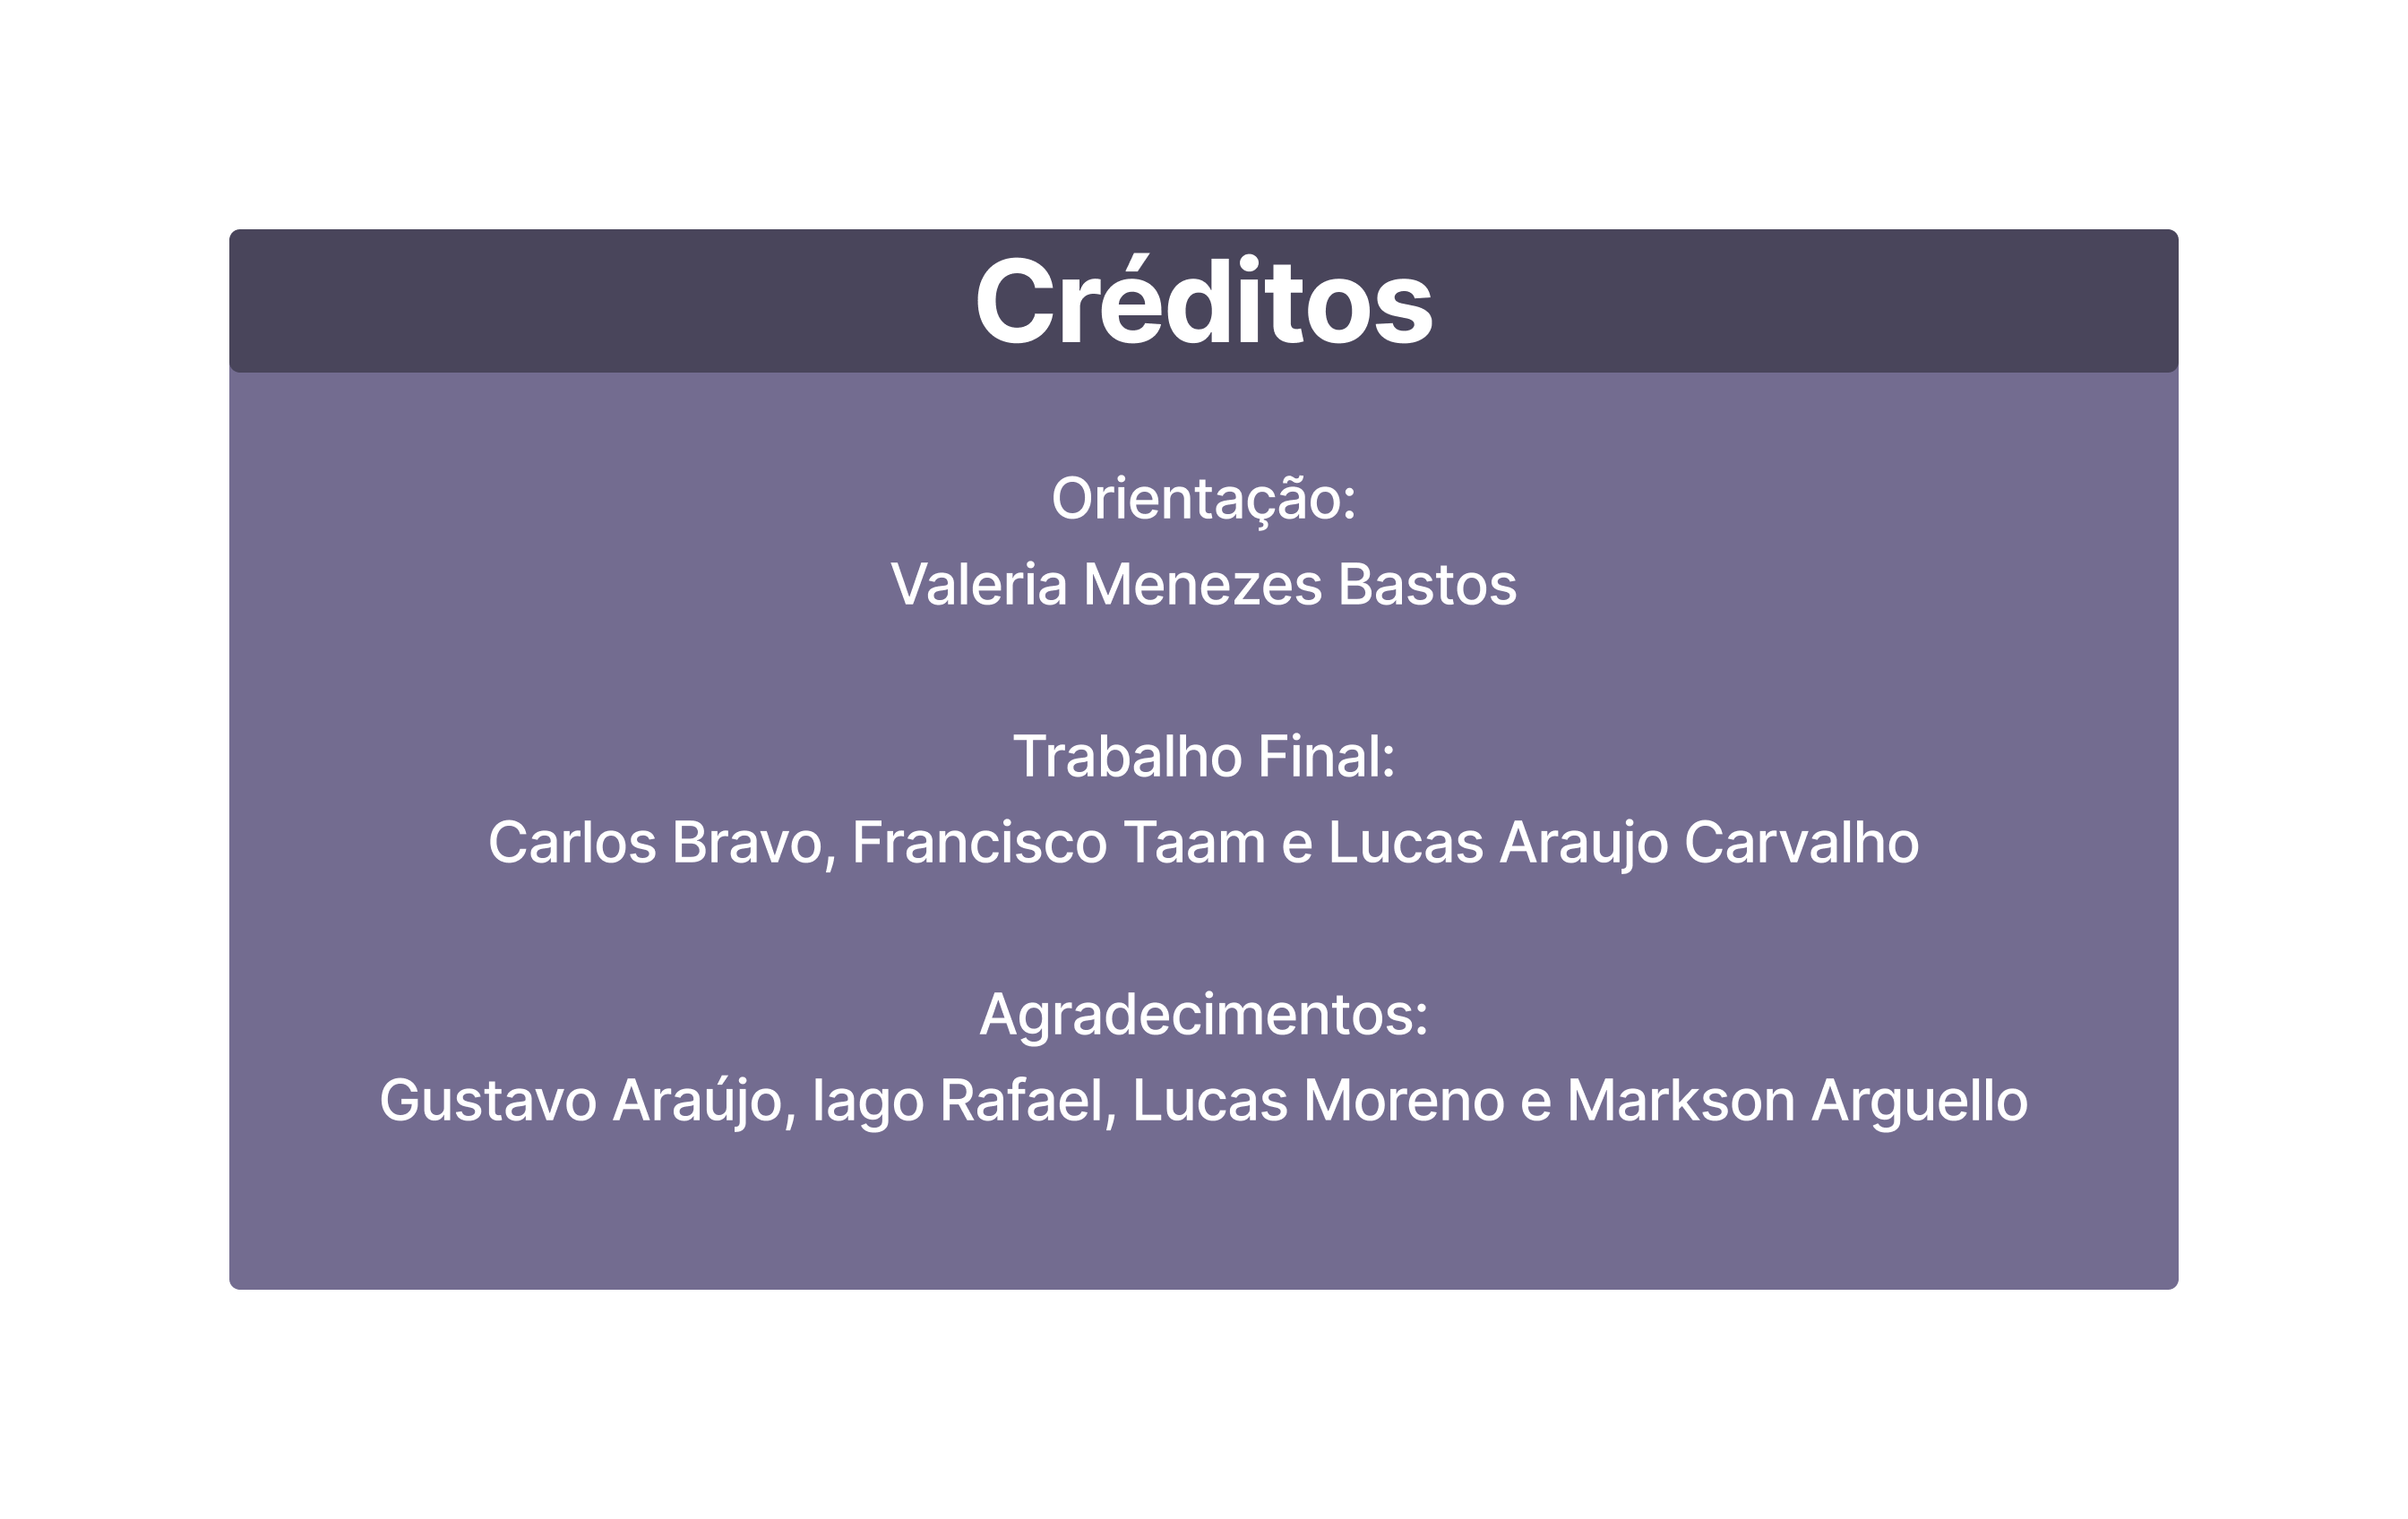 Créditos
Orientação:
Valeria Menezes Bastos
Trabalho Final:
Carlos Bravo, Francisco Taam e Lucas Araujo Carvalho
Agradecimentos:
Gustavo Araújo, Iago Rafael, Lucas Moreno e Markson Arguello